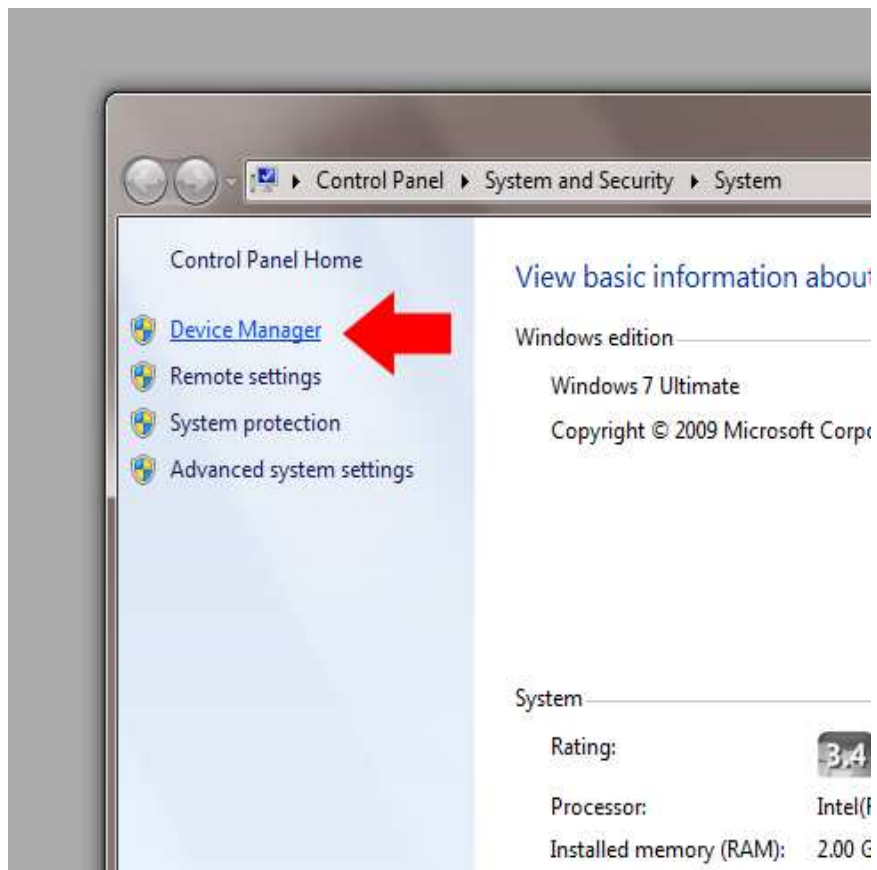 Control Panel System and Security System
Control Panel Home
Device Manager
Remote settings
System protection
Advanced system settings
View basic information about
Windows edition
Windows 7 Ultimate
Copyright © 2009 Microsoft
System
Rating: 3.4
Processor:
Installed memory (RAM): 2.00